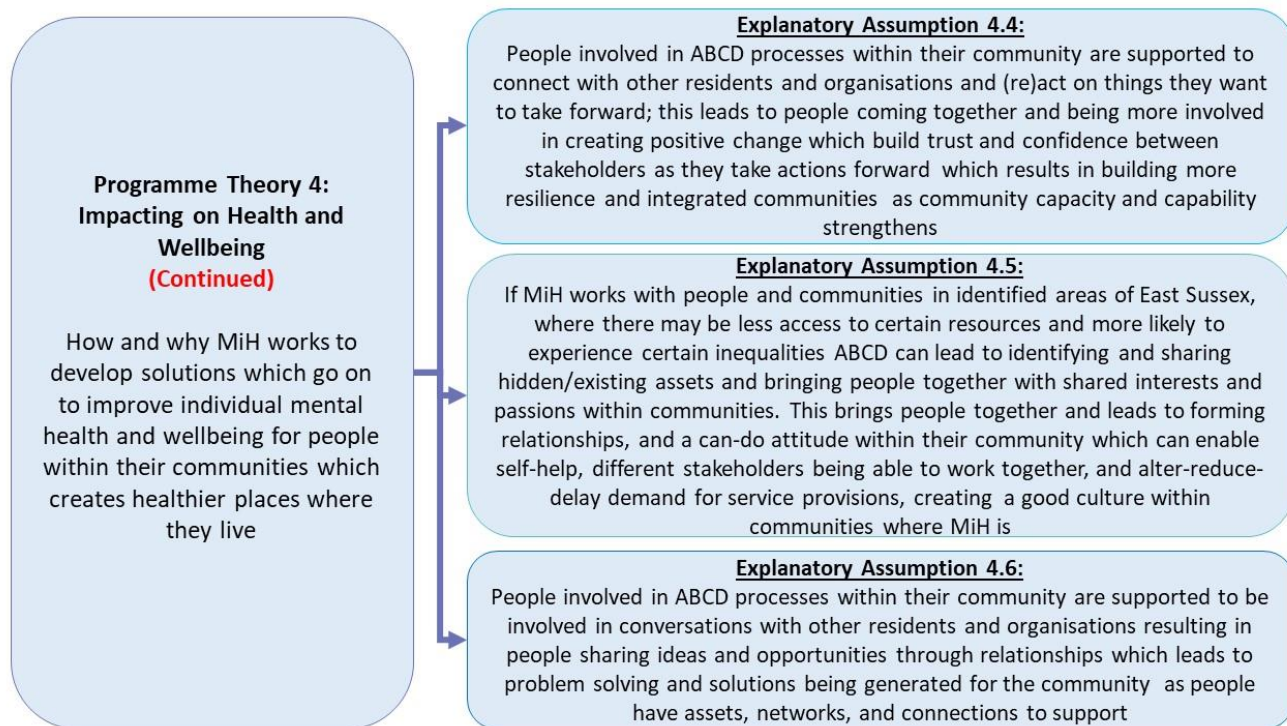 Programme Theory 4:
Impacting on Health and
Wellbeing
(Continued)
How and why MiH works to
develop solutions which go on
to improve individual mental
health and wellbeing for people
within their communities which
creates healthier places where
they live
Explanatory Assumption 4.4:
People involved in ABCD processes within their community are supported to
connect with other residents and organisations and (re)act on things they want
to take forward; this leads to people coming together and being more involved
in creating positive change which build trust and confidence between
stakeholders as they take actions forward which results in building more
resilience and integrated communities as community capacity and capability
strengthens
Explanatory Assumption 4.5:
If MiH works with people and communities in identified areas of East Sussex,
where there may be less access to certain resources and more likely to
experience certain inequalities ABCD can lead to identifying and sharing
hidden/existing assets and bringing people together with shared interests and
passions within communities. This brings people together and leads to forming
relationships, and a can-do attitude within their community which can enable
self-help, different stakeholders being able to work together, and alter-reduce-
delay demand for service provisions, creating a good culture within
communities where MiH is
Explanatory Assumption 4.6:
People involved in ABCD processes within their community are supported to be
involved in conversations with other residents and organisations resulting in
people sharing ideas and opportunities through relationships which leads to
problem solving and solutions being generated for the community as people
have assets, networks, and connections to support